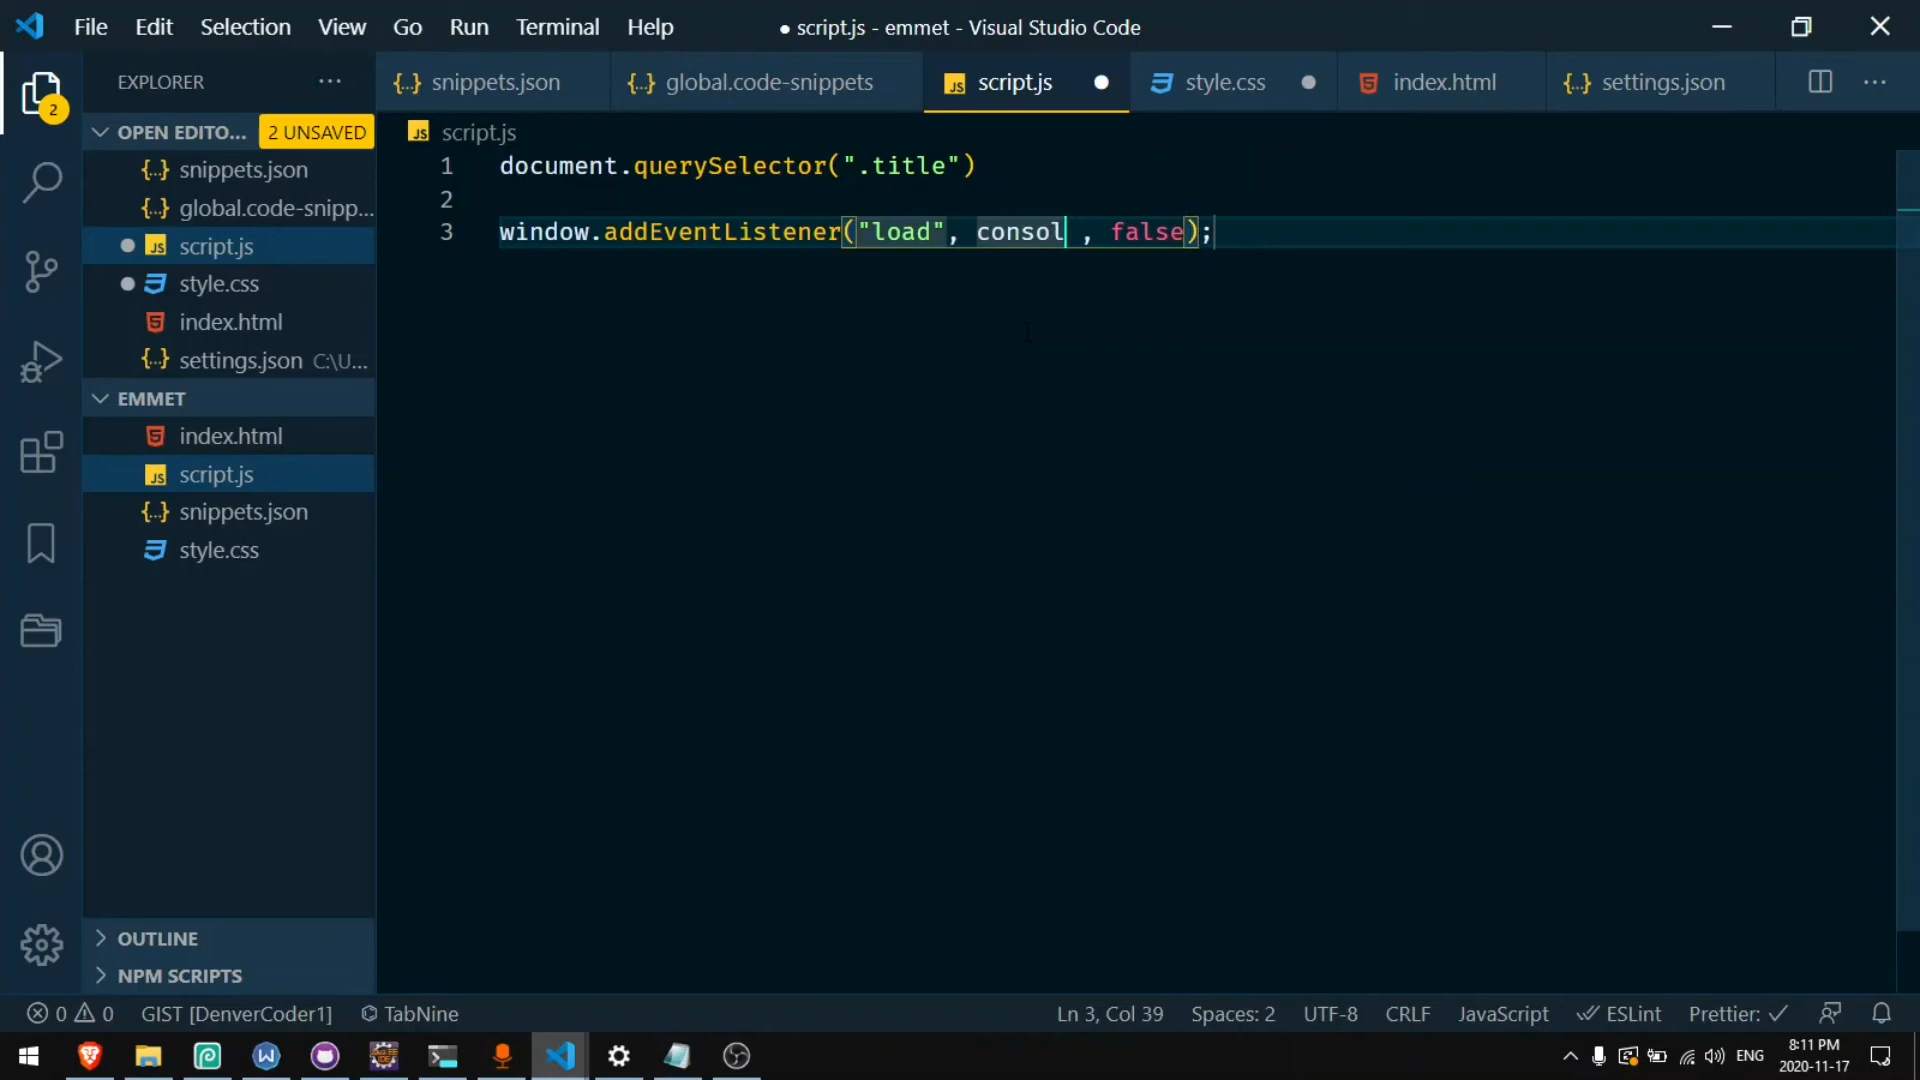 File Edit Selection View Go Run Terminal Help
● script.js - emmet - Visual Studio Code
EXPLORER ···
{..} snippets.json
{..} global.code-snippets
JS script.js
style.css
index.html
{..} settings.json
2
OPEN EDITO... 2 UNSAVED
{..} snippets.json
{..} global.code-snipp...
JS script.js
style.css
index.html
{..} settings.json C:\U...
EMMET
index.html
JS script.js
{..} snippets.json
style.css
OUTLINE
NPM SCRIPTS
JS script.js
1 document.querySelector(".title")
2
3 window.addEventListener("load", consol , false);
0 0 GIST [DenverCoder1] TabNine
Ln 3, Col 39 Spaces: 2 UTF-8 CRLF JavaScript ESLint Prettier: ✓
ENG
8:11 PM
2020-11-17